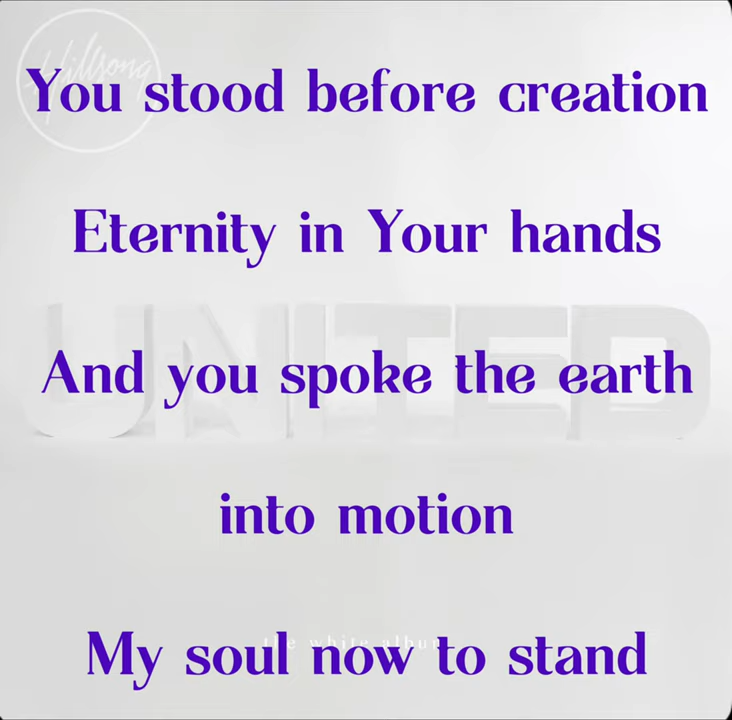 Hillsong
You stood before creation
Eternity in Your hands
UNITED
And you spoke the earth
into motion
the white album
My soul now to stand